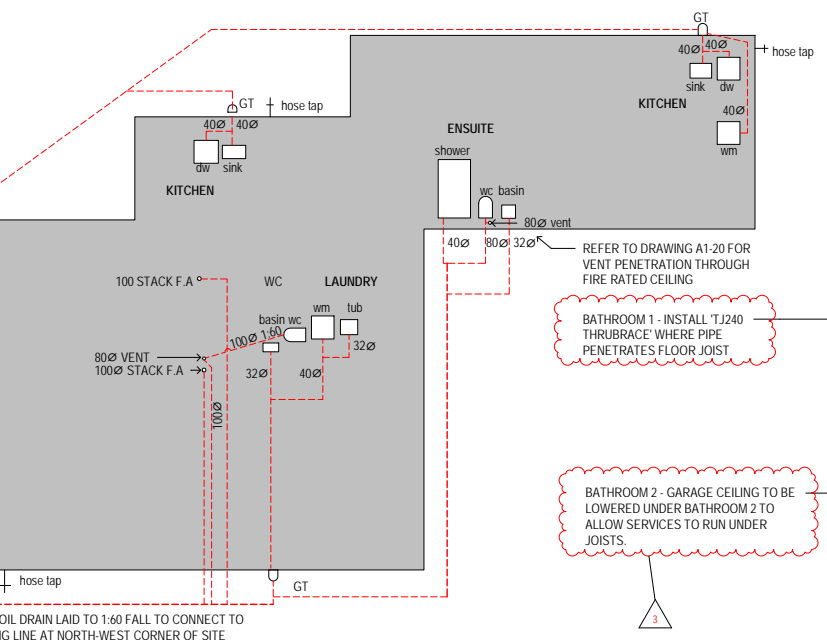 GT
40Ø 40Ø
hose tap
sink dw
KITCHEN
40Ø
wm
GT
hose tap
40Ø 40Ø
dw sink
KITCHEN
ENSUITE
shower
wc basin
80Ø vent
40Ø 80Ø 32Ø
REFER TO DRAWING A1-20 FOR
VENT PENETRATION THROUGH
FIRE RATED CEILING
100 STACK F.A
WC
LAUNDRY
wm tub
basin wc
100Ø 1:60
32Ø
80Ø VENT
100Ø STACK F.A
32Ø
40Ø
100Ø
BATHROOM 1 - INSTALL 'TJ240
THRUBRACE' WHERE PIPE
PENETRATES FLOOR JOIST
BATHROOM 2 - GARAGE CEILING TO BE
LOWERED UNDER BATHROOM 2 TO
ALLOW SERVICES TO RUN UNDER
JOISTS.
3
hose tap
GT
OIL DRAIN LAID TO 1:60 FALL TO CONNECT TO
G LINE AT NORTH-WEST CORNER OF SITE